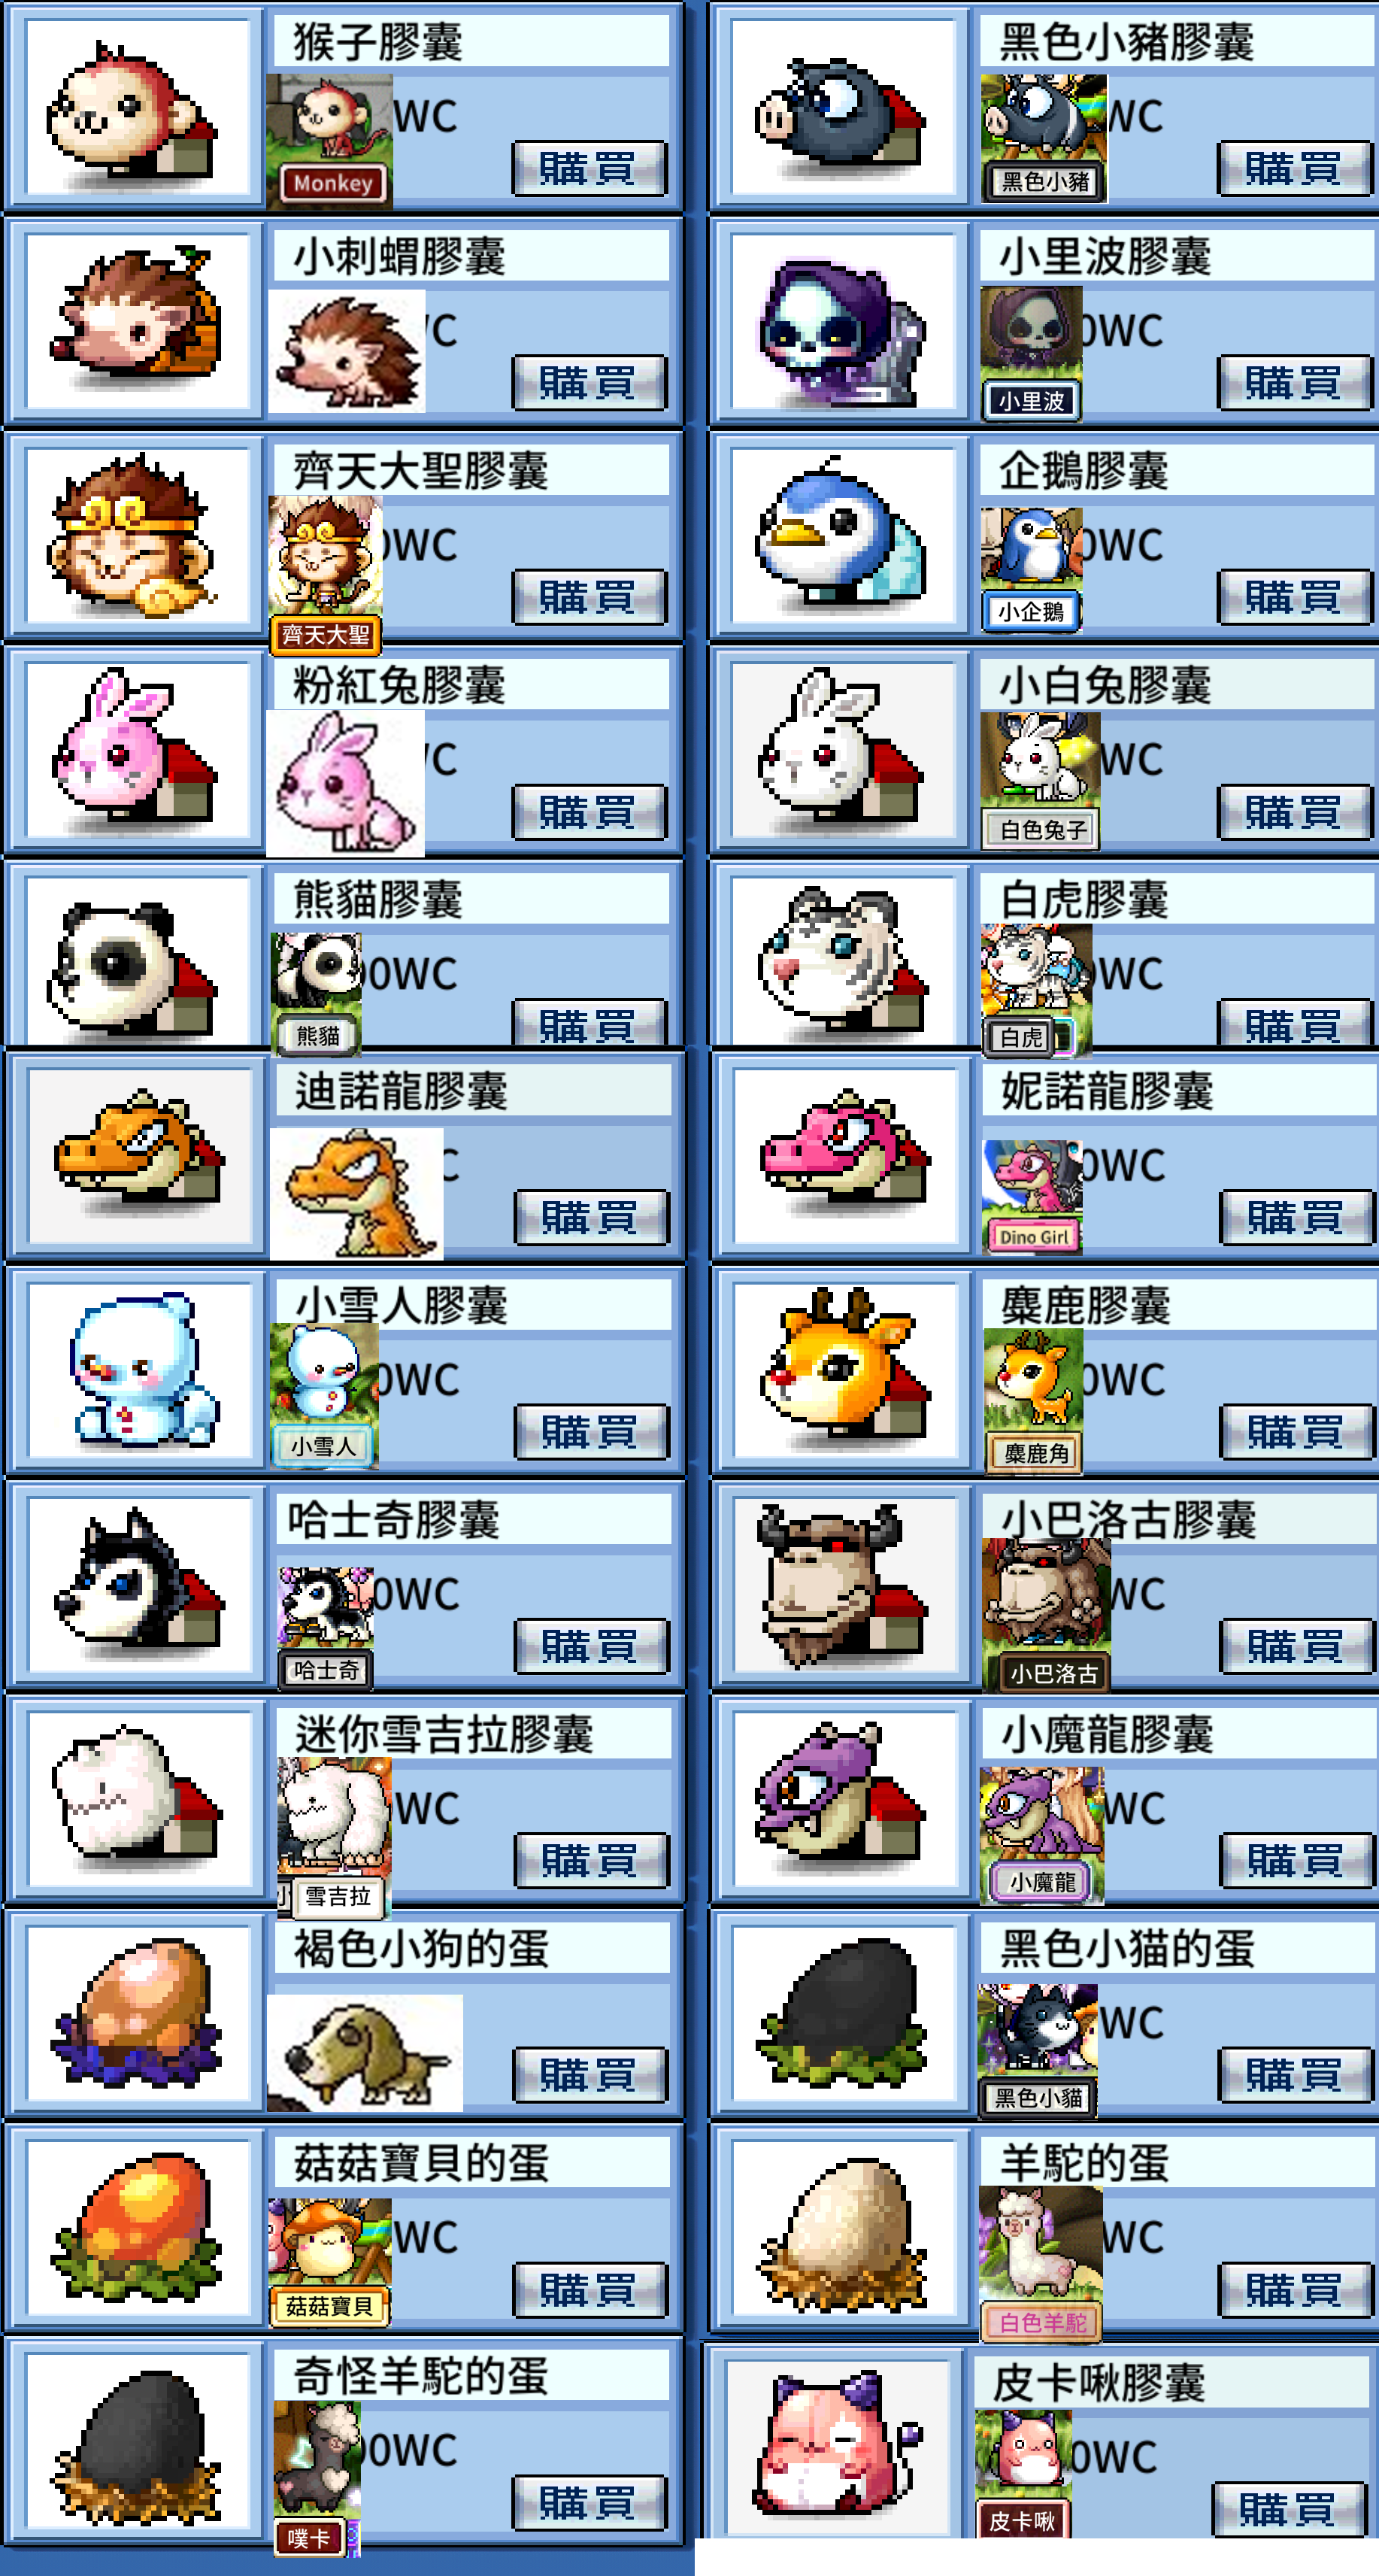 猴子膠囊
WC
Monkey
購買
黑色小豬膠囊
WC
黑色小豬
購買
小刺蝟膠囊
WC
購買
小里波膠囊
0WC
小里波
購買
齊天大聖膠囊
0WC
齊天大聖
購買
企鵝膠囊
0WC
小企鵝
購買
粉紅兔膠囊
WC
購買
小白兔膠囊
WC
白色兔子
購買
熊貓膠囊
00WC
熊貓
購買
白虎膠囊
0WC
白虎
購買
迪諾龍膠囊
C
購買
妮諾龍膠囊
0WC
Dino Girl
購買
小雪人膠囊
0WC
小雪人
購買
麋鹿膠囊
0WC
麋鹿角
購買
哈士奇膠囊
0WC
哈士奇
購買
小巴洛古膠囊
WC
小巴洛古
購買
迷你雪吉拉膠囊
WC
雪吉拉
購買
小魔龍膠囊
WC
小魔龍
購買
褐色小狗的蛋
購買
黑色小猫的蛋
WC
黑色小貓
購買
菇菇寶貝的蛋
WC
菇菇寶貝
購買
羊駝的蛋
WC
白色羊駝
購買
奇怪羊駝的蛋
00WC
噗卡
購買
皮卡啾膠囊
0WC
皮卡啾
購買